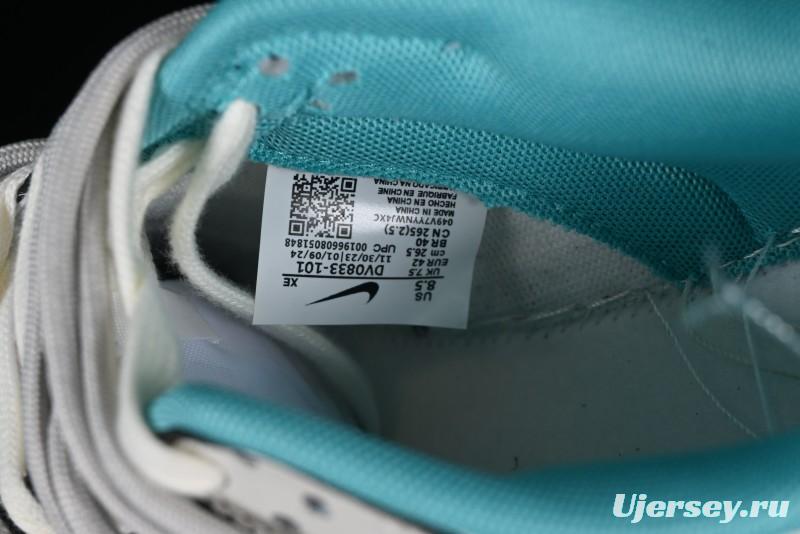 US
8.5
XE
UK 7.5
EUR 42
cm 26.5
BR 40
CN 265(2.5)
DV0833-101
11/30/23|01/09/24
UPC 00196608051848
049V7YYNWJ4XC
MADE IN CHINA
HECHO EN CHINA
FABRIQUE EN CHINE
FABRICADO NA CHINA
Ujersey.ru